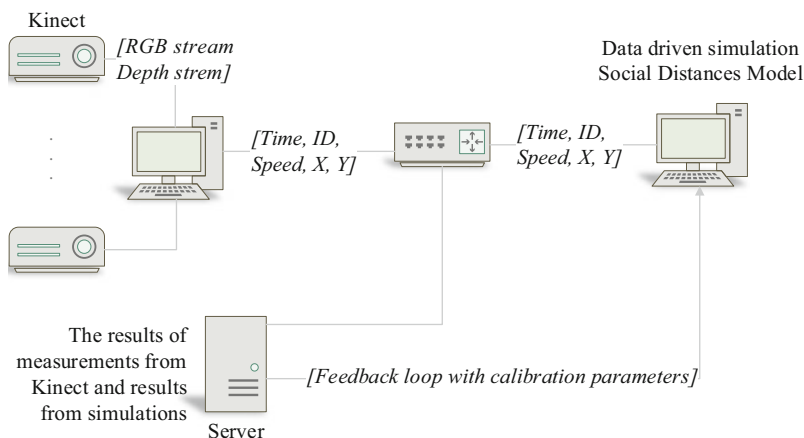 Kinect
[RGB stream
Depth strem]
Data driven simulation
Social Distances Model
[Time, ID,
Speed, X, Y]
[Time, ID,
Speed, X, Y]
The results of
measurements from
Kinect and results
from simulations
[Feedback loop with calibration parameters]
Server